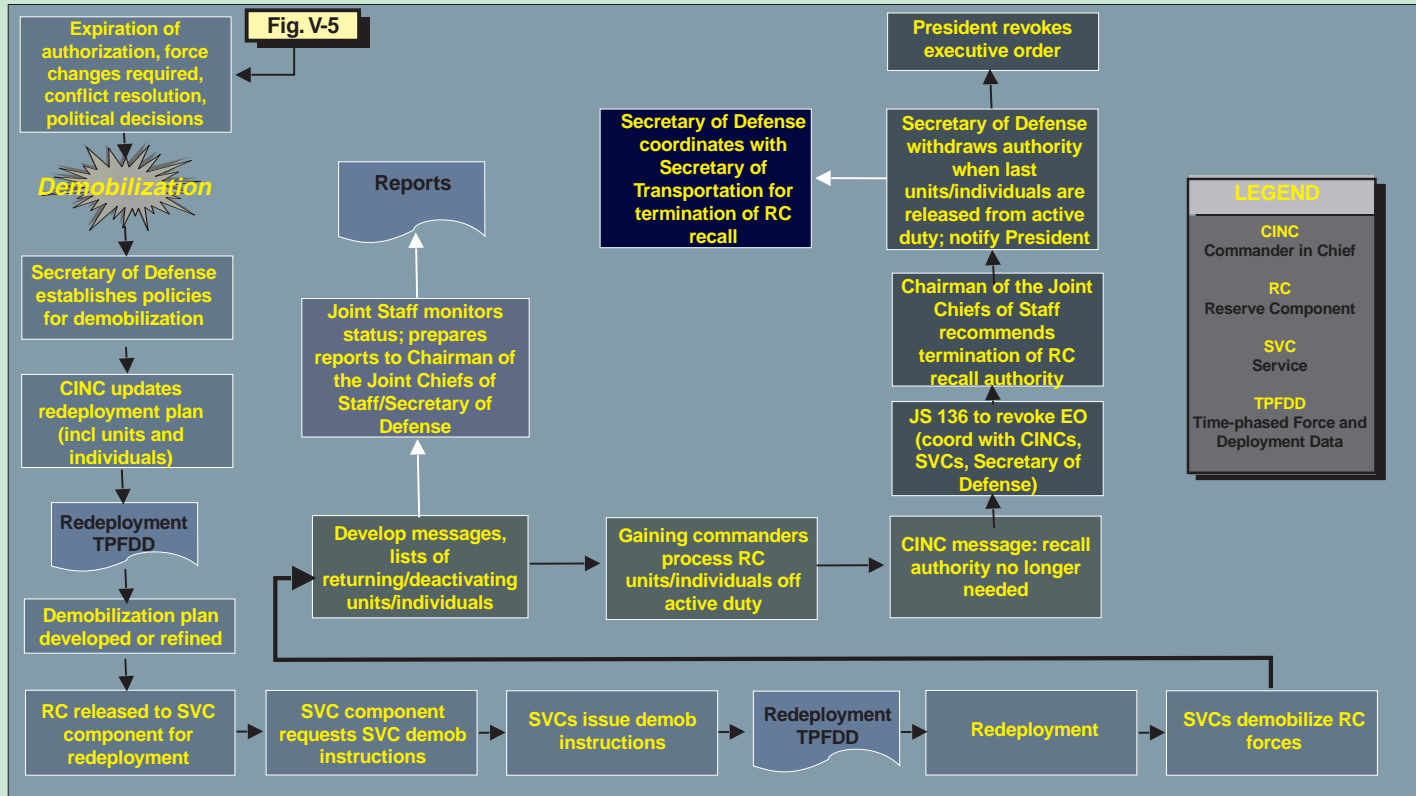 Fig. V-5
Expiration of
authorization, force
changes required,
conflict resolution,
political decisions
Demobilization
Secretary of Defense
establishes policies
for demobilization
CINC updates
redeployment plan
(incl units and
individuals)
Redeployment
TPFDD
Demobilization plan
developed or refined
RC released to SVC
component for
redeployment
SVC component
requests SVC demob
instructions
SVCs issue demob
instructions
Redeployment
TPFDD
Redeployment
SVCs demobilize RC
forces
Develop messages,
lists of
returning/deactivating
units/individuals
Reports
Joint Staff monitors
status; prepares
reports to Chairman of
the Joint Chiefs of
Staff/Secretary of
Defense
Gaining commanders
process RC
units/individuals off
active duty
CINC message: recall
authority no longer
needed
JS 136 to revoke EO
(coord with CINCs,
SVCs, Secretary of
Defense)
Chairman of the Joint
Chiefs of Staff
recommends
termination of RC
recall authority
Secretary of Defense
withdraws authority
when last
units/individuals are
released from active
duty; notify President
Secretary of Defense
coordinates with
Secretary of
Transportation for
termination of RC
recall
President revokes
executive order
LEGEND
CINC
Commander in Chief
RC
Reserve Component
SVC
Service
TPFDD
Time-phased Force and
Deployment Data